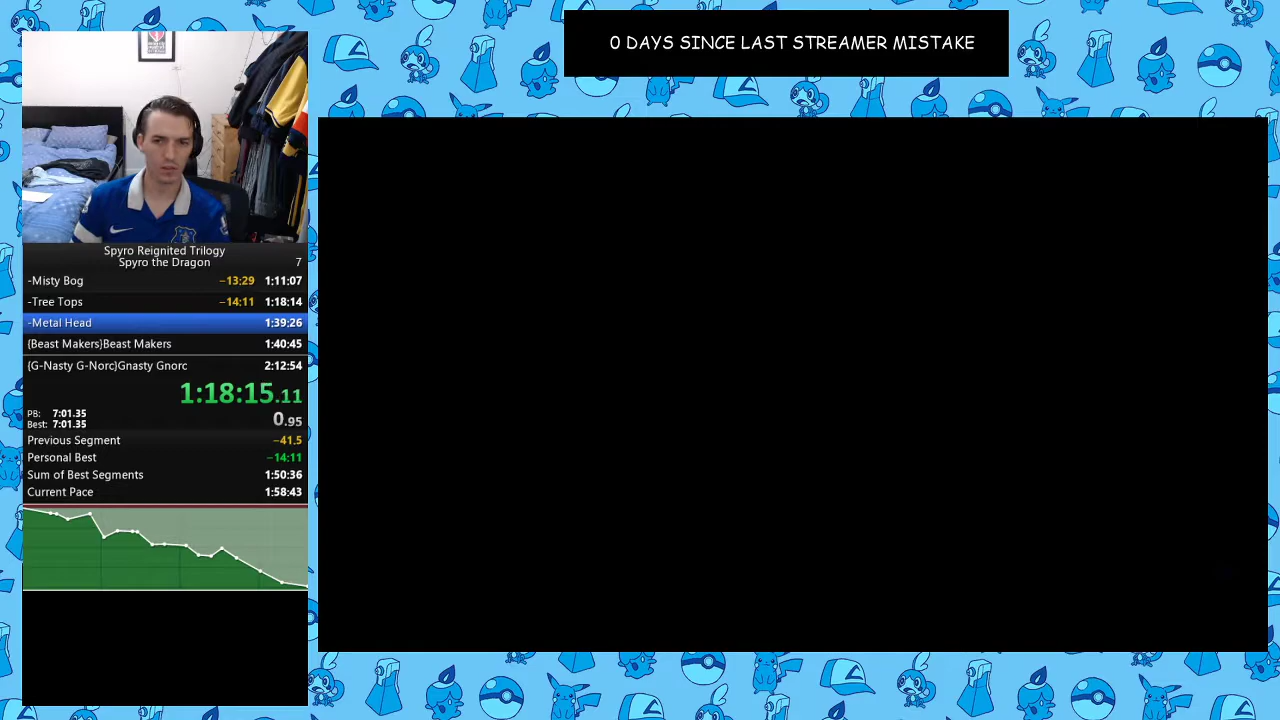 0 DAYS SINCE LAST STREAMER MISTAKE
Spyro Reignited Trilogy
Spyro the Dragon 7
-Misty Bog −13:29 1:11:07
-Tree Tops −14:11 1:18:14
-Metal Head 1:39:26
{Beast Makers}Beast Makers 1:40:45
{G-Nasty G-Norc}Gnasty Gnorc 2:12:54
1:18:15.11
PB: 7:01.35
Best: 7:01.35
0.95
Previous Segment −41.5
Personal Best −14:11
Sum of Best Segments 1:50:36
Current Pace 1:58:43